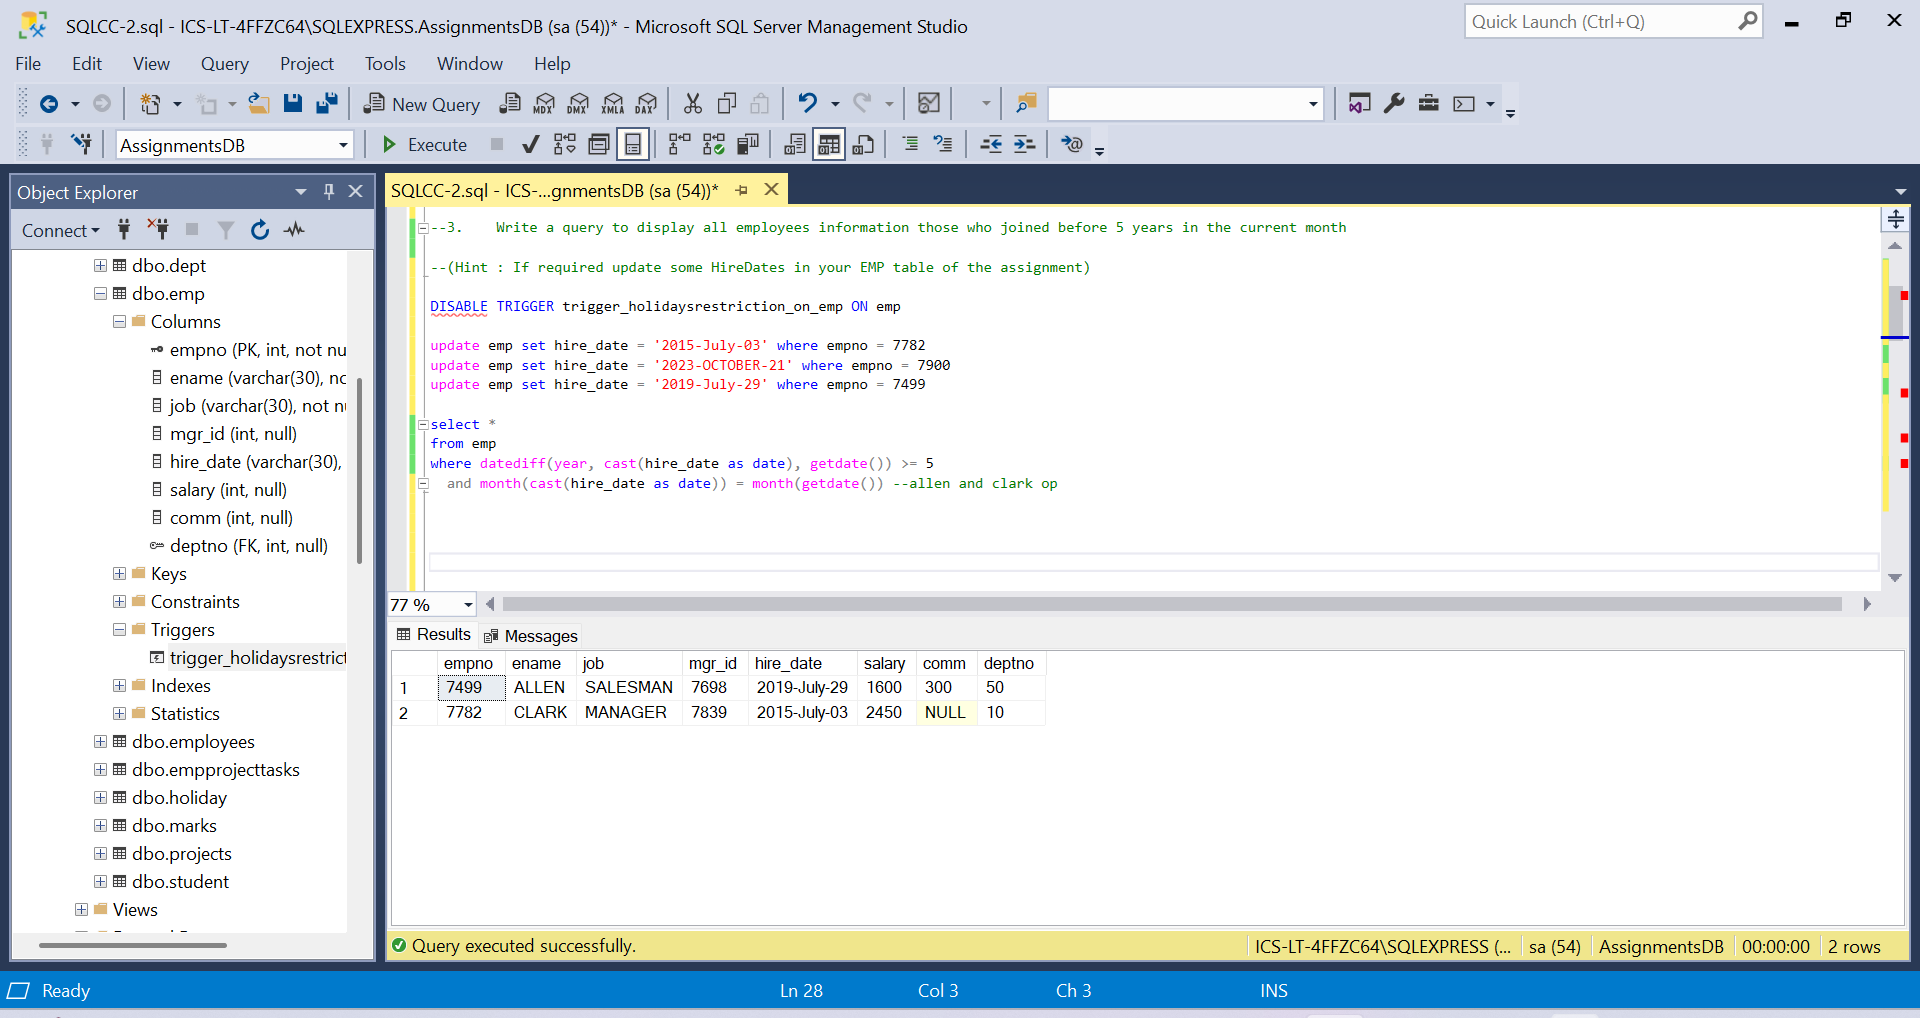 SQLCC-2.sql - ICS-LT-4FFZC64\SQLEXPRESS.AssignmentsDB (sa (54))* - Microsoft SQL Server Management Studio
Quick Launch (Ctrl+Q)
File Edit View Query Project Tools Window Help
New Query MDX DMX XMLA DAX
AssignmentsDB Execute
Object Explorer
Connect
dbo.dept
dbo.emp
Columns
empno (PK, int, not nu
ename (varchar(30), nc
job (varchar(30), not nu
mgr_id (int, null)
hire_date (varchar(30),
salary (int, null)
comm (int, null)
deptno (FK, int, null)
Keys
Constraints
Triggers
trigger_holidaysrestrict
Indexes
Statistics
dbo.employees
dbo.empprojecttasks
dbo.holiday
dbo.marks
dbo.projects
dbo.student
Views
SQLCC-2.sql - ICS-...gnmentsDB (sa (54))*
--3. Write a query to display all employees information those who joined before 5 years in the current month
--(Hint : If required update some HireDates in your EMP table of the assignment)
DISABLE TRIGGER trigger_holidaysrestriction_on_emp ON emp
update emp set hire_date = '2015-July-03' where empno = 7782
update emp set hire_date = '2023-OCTOBER-21' where empno = 7900
update emp set hire_date = '2019-July-29' where empno = 7499
select *
from emp
where datediff(year, cast(hire_date as date), getdate()) >= 5
and month(cast(hire_date as date)) = month(getdate()) --allen and clark op
77 %
Results Messages
empno ename job mgr_id hire_date salary comm deptno
1 7499 ALLEN SALESMAN 7698 2019-July-29 1600 300 50
2 7782 CLARK MANAGER 7839 2015-July-03 2450 NULL 10
Query executed successfully.
ICS-LT-4FFZC64\SQLEXPRESS (... sa (54) AssignmentsDB 00:00:00 2 rows
Ready Ln 28 Col 3 Ch 3 INS